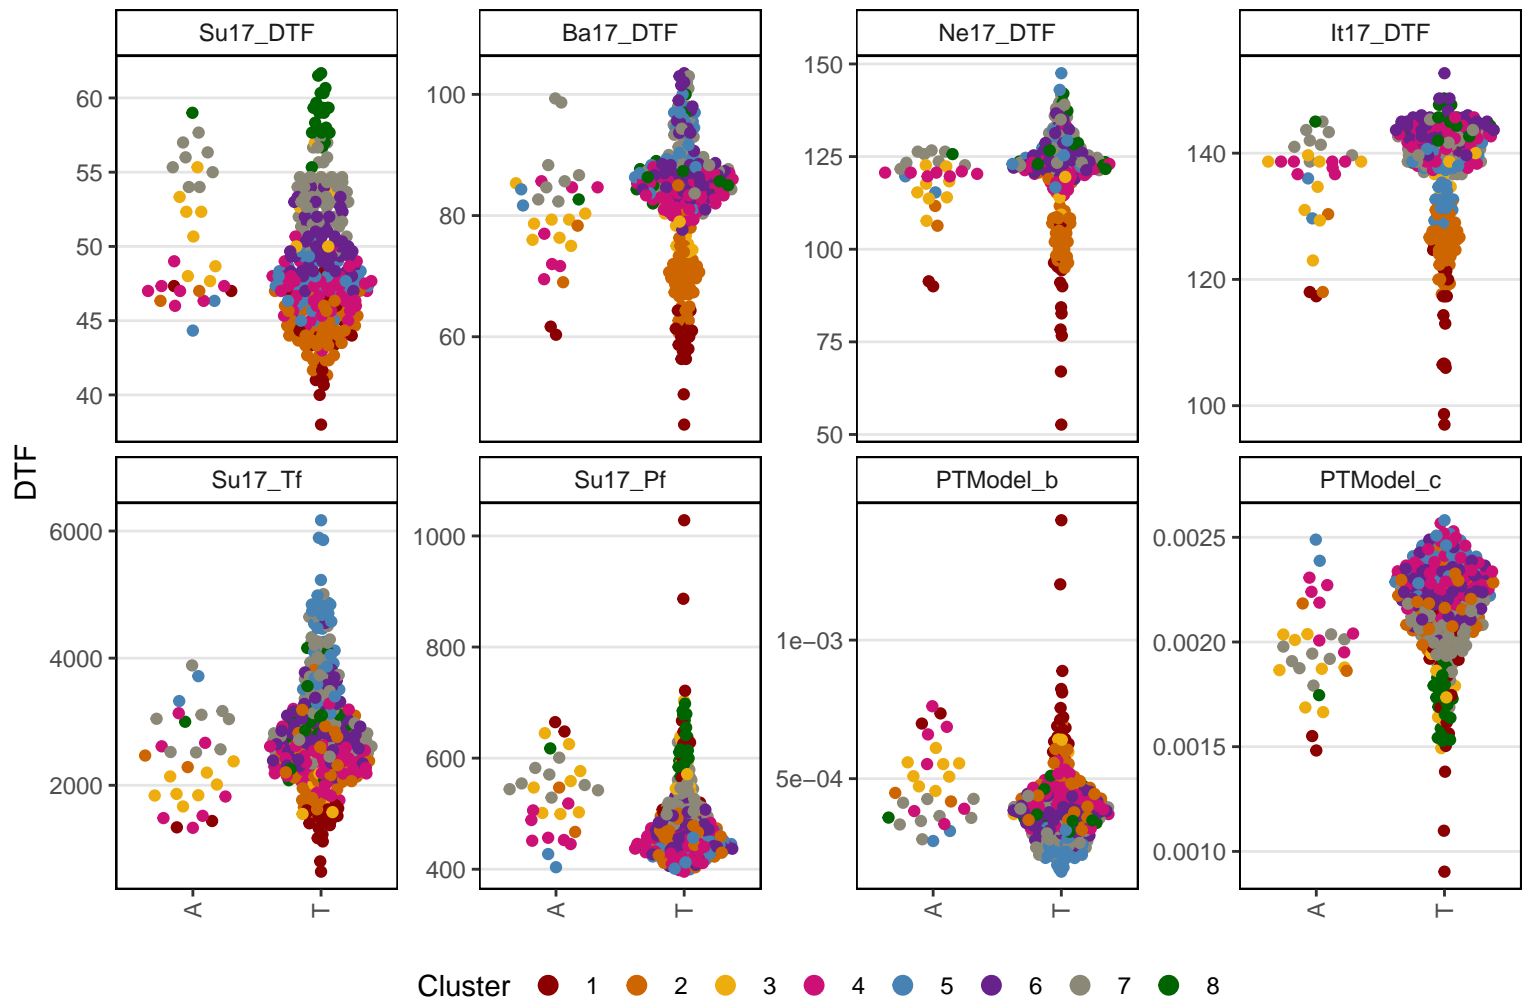 Su17_DTF Ba17_DTF Ne17_DTF It17_DTF
60 55 50 45 40
100 80 60
150 125 100 75 50
140 120 100
DTF
Su17_Tf Su17_Pf PTModel_b PTModel_c
6000 4000 2000
1000 800 600 400
1e−03 5e−04
0.0025 0.0020 0.0015 0.0010
A T A T A T A T
Cluster 1 2 3 4 5 6 7 8